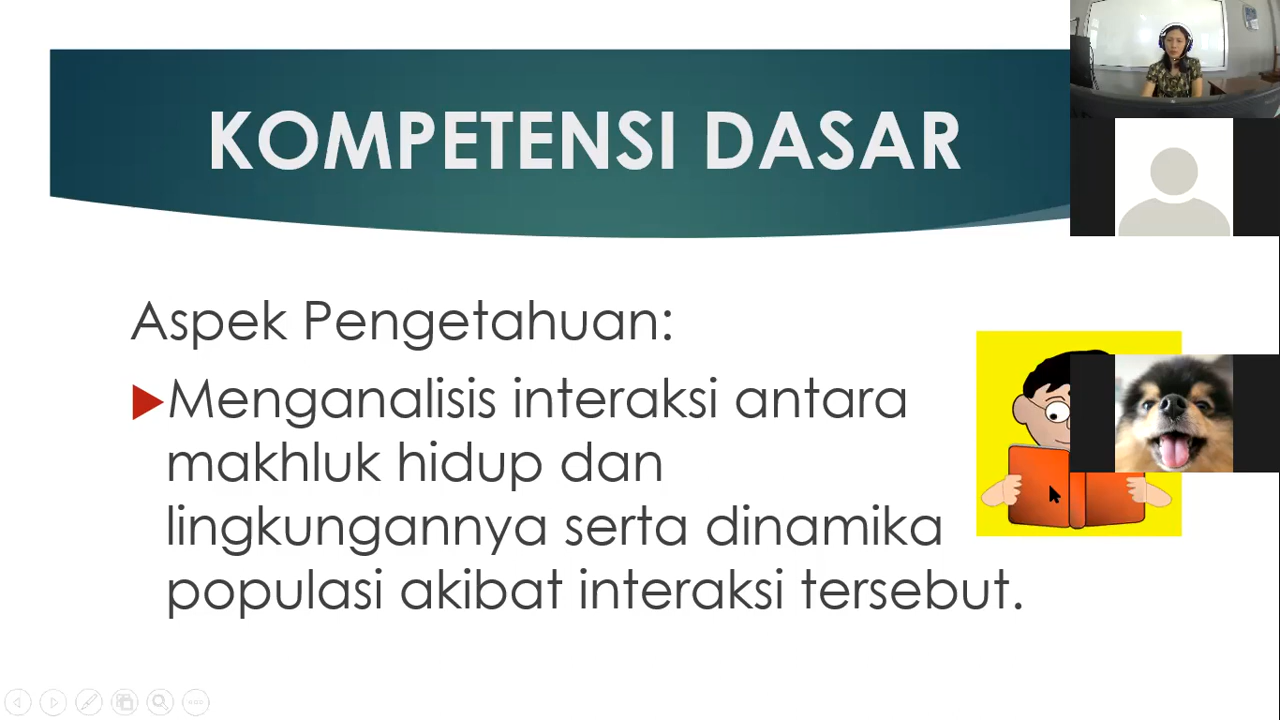 KOMPETENSI DASAR
Aspek Pengetahuan:
Menganalisis interaksi antara
makhluk hidup dan
lingkungannya serta dinamika
populasi akibat interaksi tersebut.